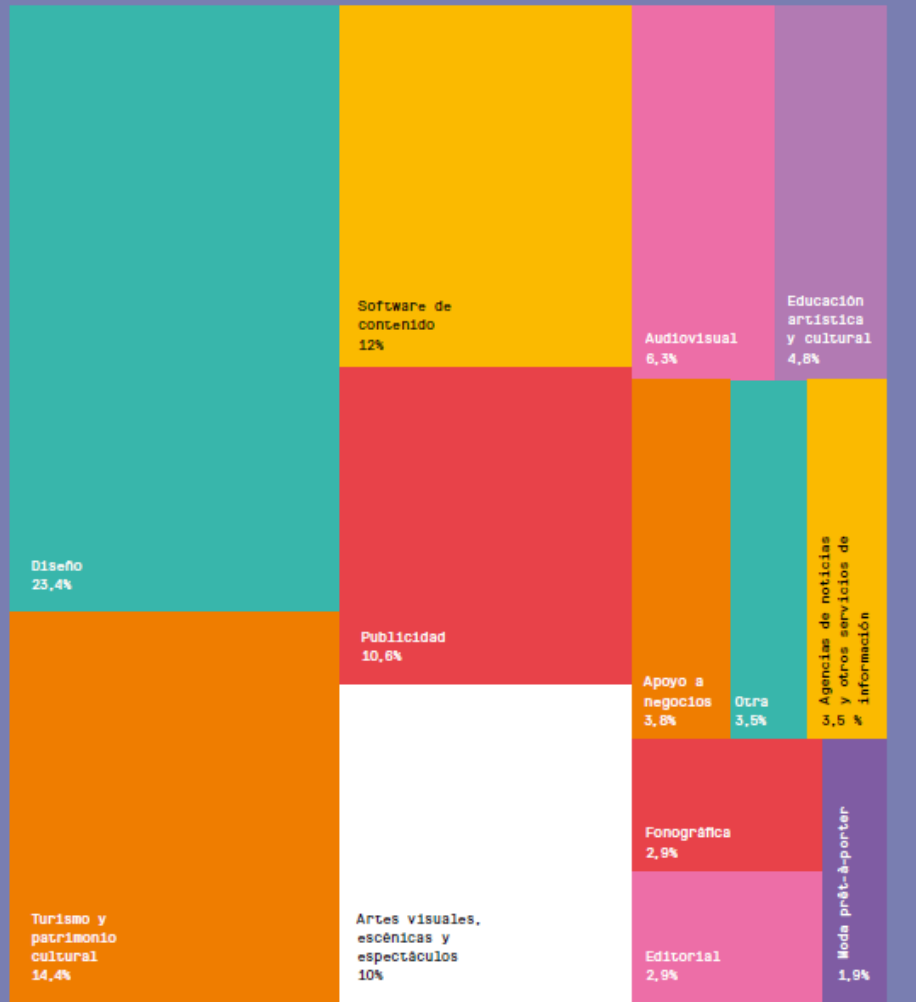 Diseño
23,4%
Turismo y
patrimonio
cultural
14,4%
Software de
contenido
12%
Publicidad
10,6%
Artes visuales,
escénicas y
espectáculos
10%
Audiovisual
6,3%
Educación
artística
y cultural
4,8%
Apoyo a
negocios
3,8%
Otra
3,5%
Agencias de noticias
y otros servicios de
información
3,5 %
Fonográfica
2,9%
Editorial
2,9%
Moda prêt-à-porter
1,9%